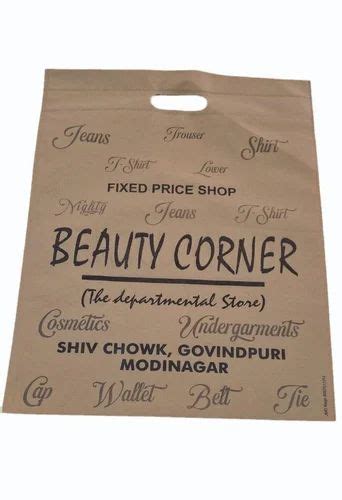 Jeans Trouser Shirt
T-Shirt Lower
FIXED PRICE SHOP
Nighty Jeans T-Shirt
BEAUTY CORNER
(The departmental Store)
Cosmetics Undergarments
SHIV CHOWK, GOVINDPURI
MODINAGAR
Cap Wallet Belt Tie